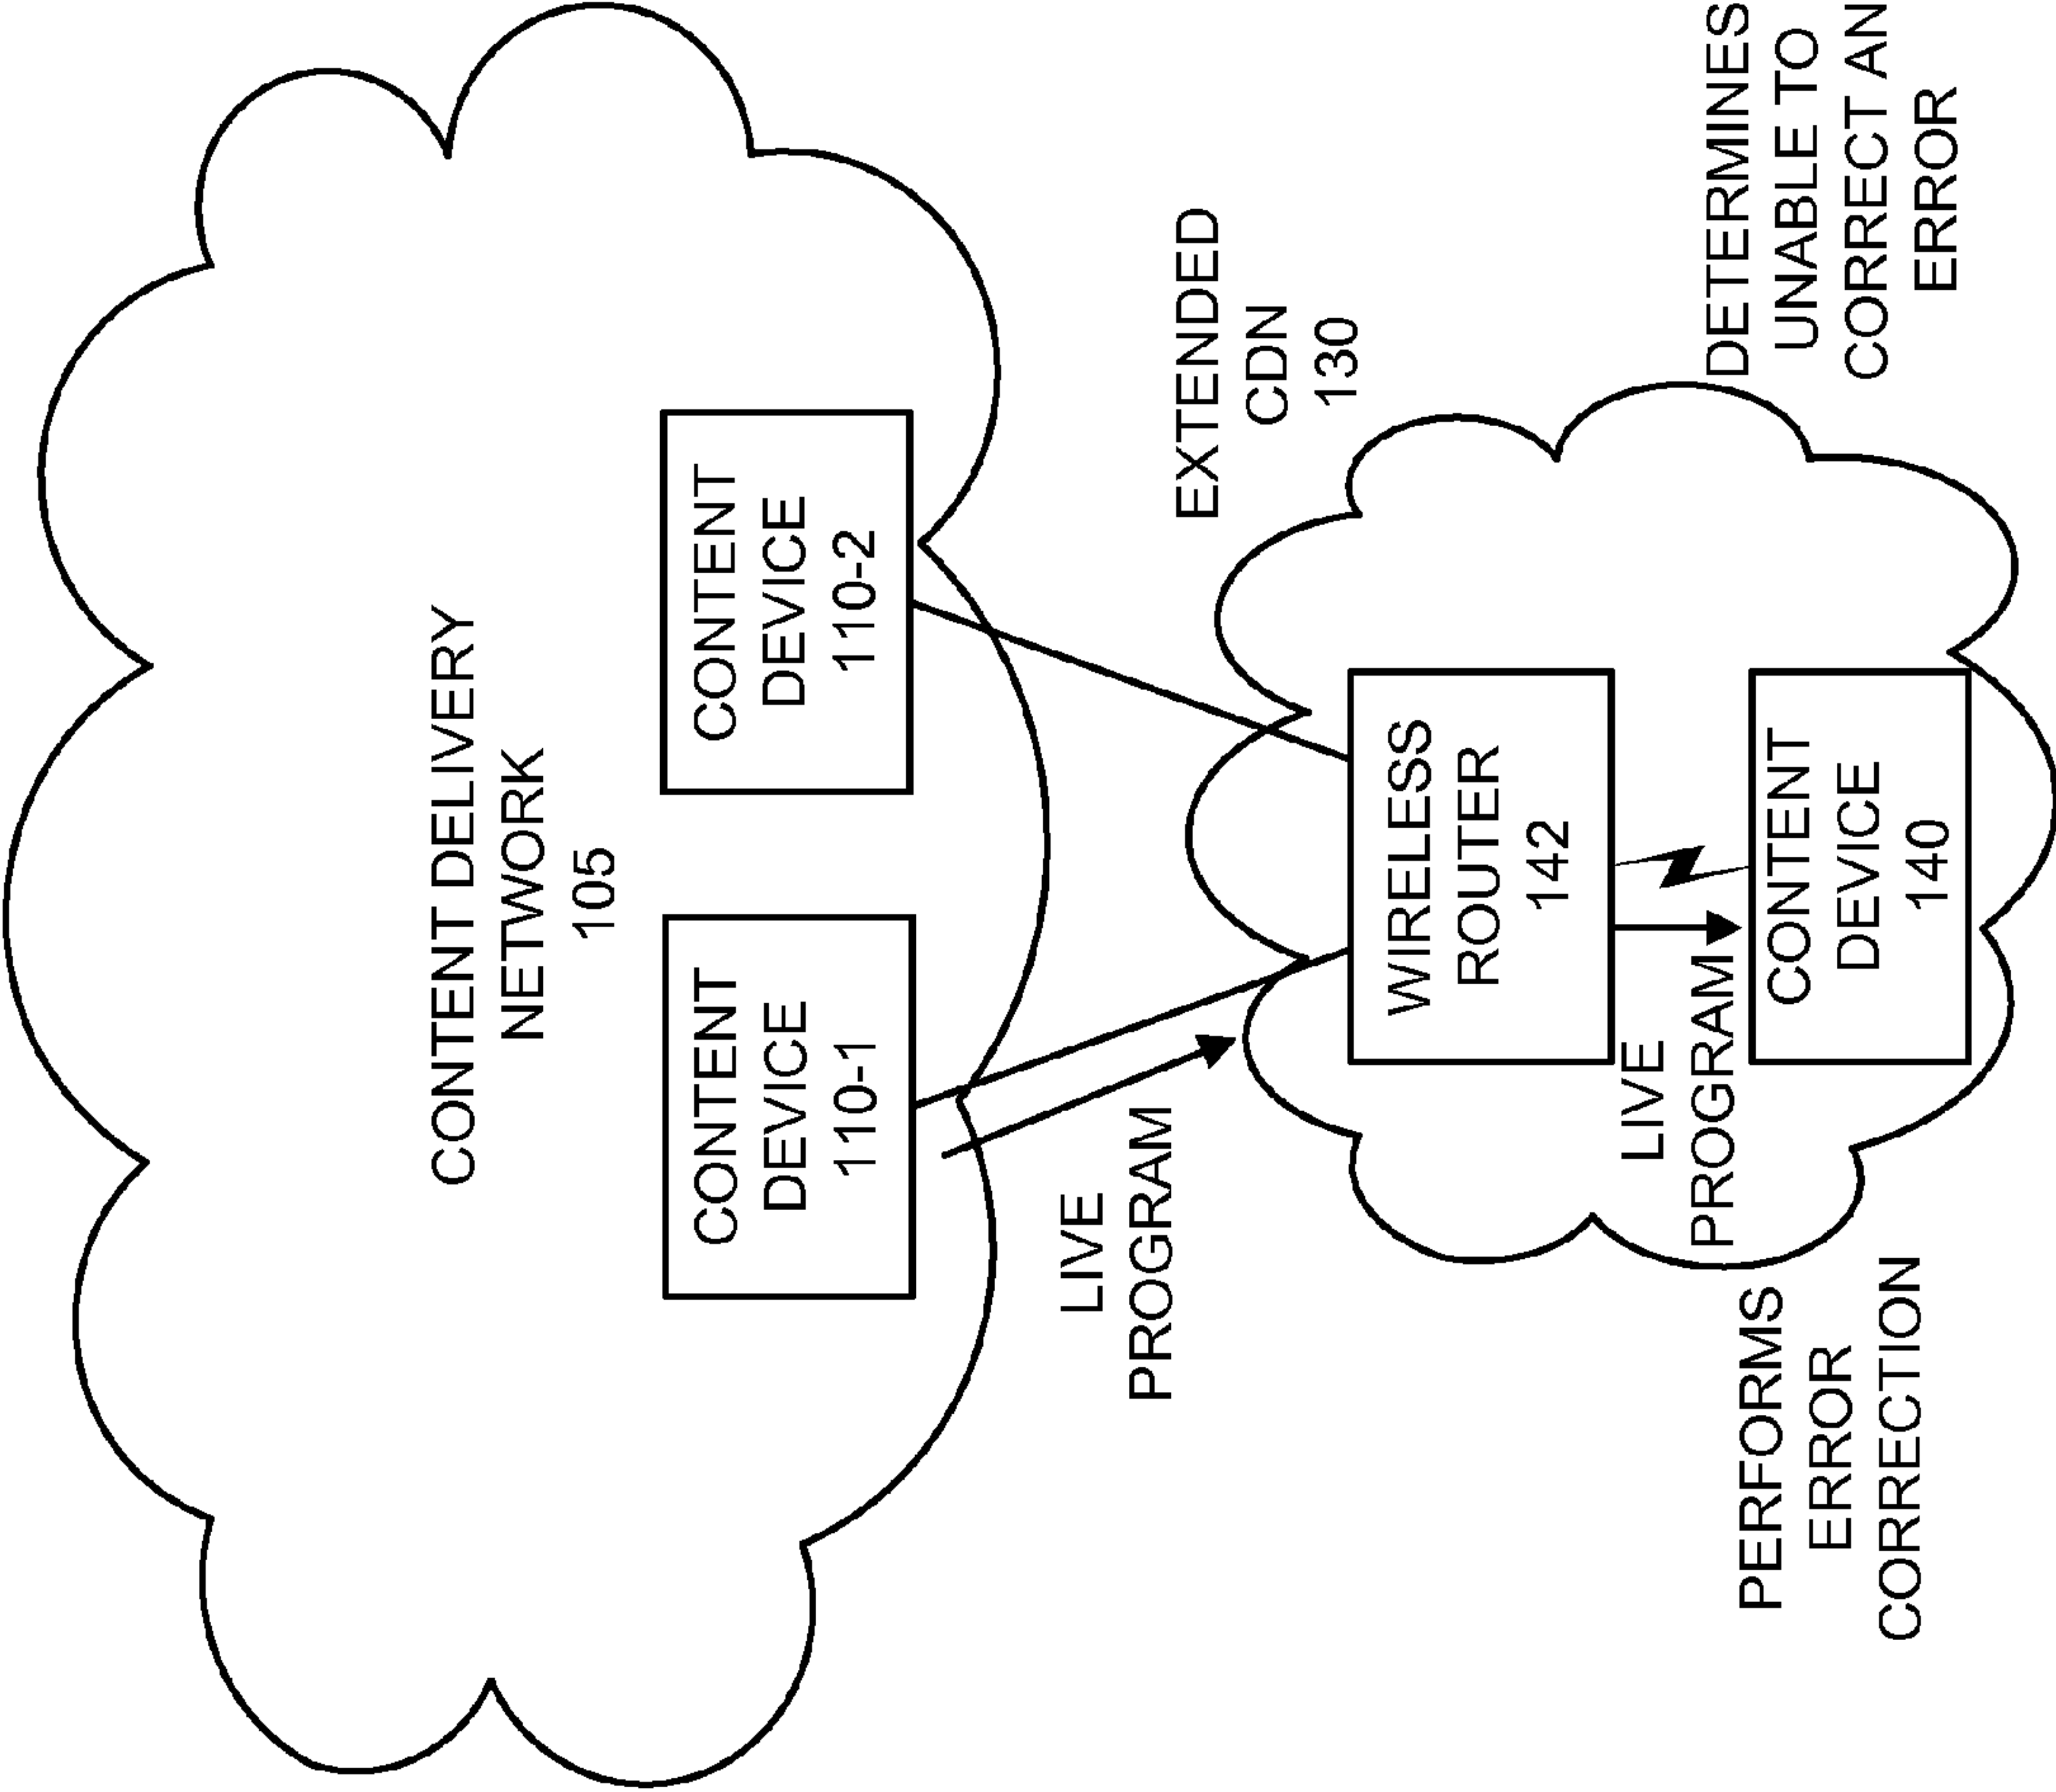 CONTENT DELIVERY
NETWORK
105
CONTENT
DEVICE
110-1
CONTENT
DEVICE
110-2
LIVE
PROGRAM
EXTENDED
CDN
130
WIRELESS
ROUTER
142
LIVE
PROGRAM
CONTENT
DEVICE
140
PERFORMS
ERROR
CORRECTION
DETERMINES
UNABLE TO
CORRECT AN
ERROR